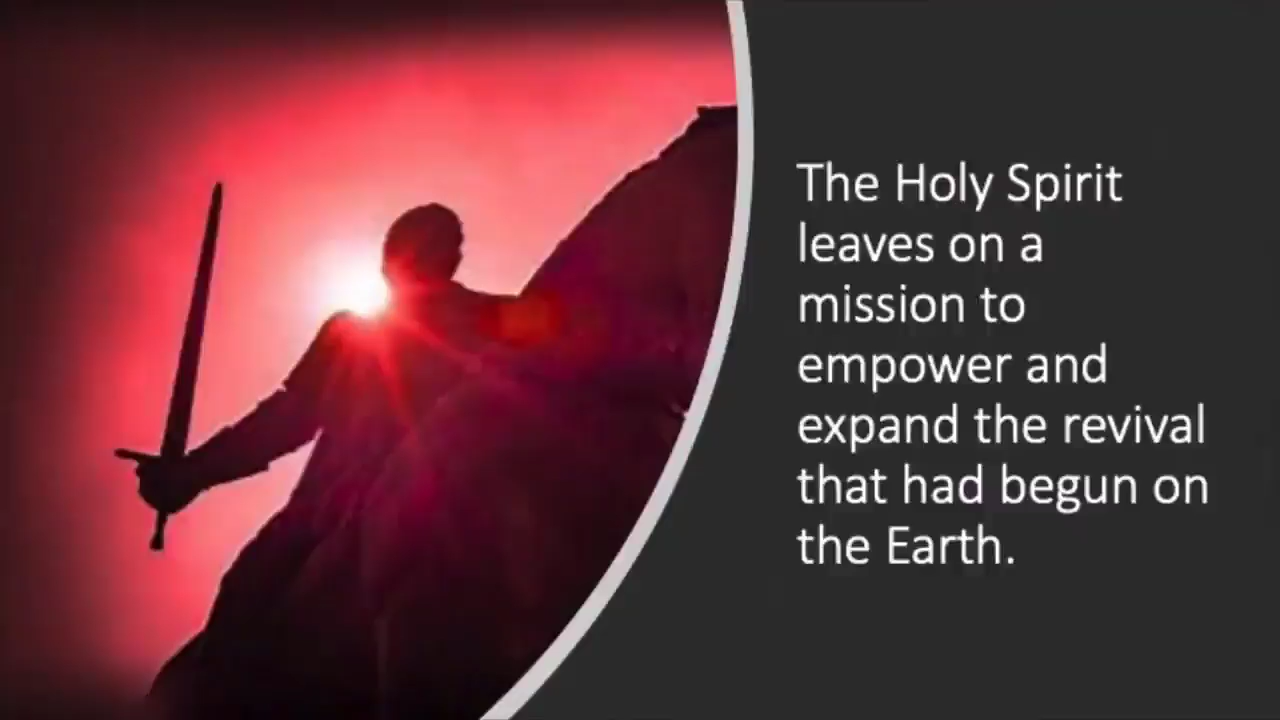 The Holy Spirit
leaves on a
mission to
empower and
expand the revival
that had begun on
the Earth.